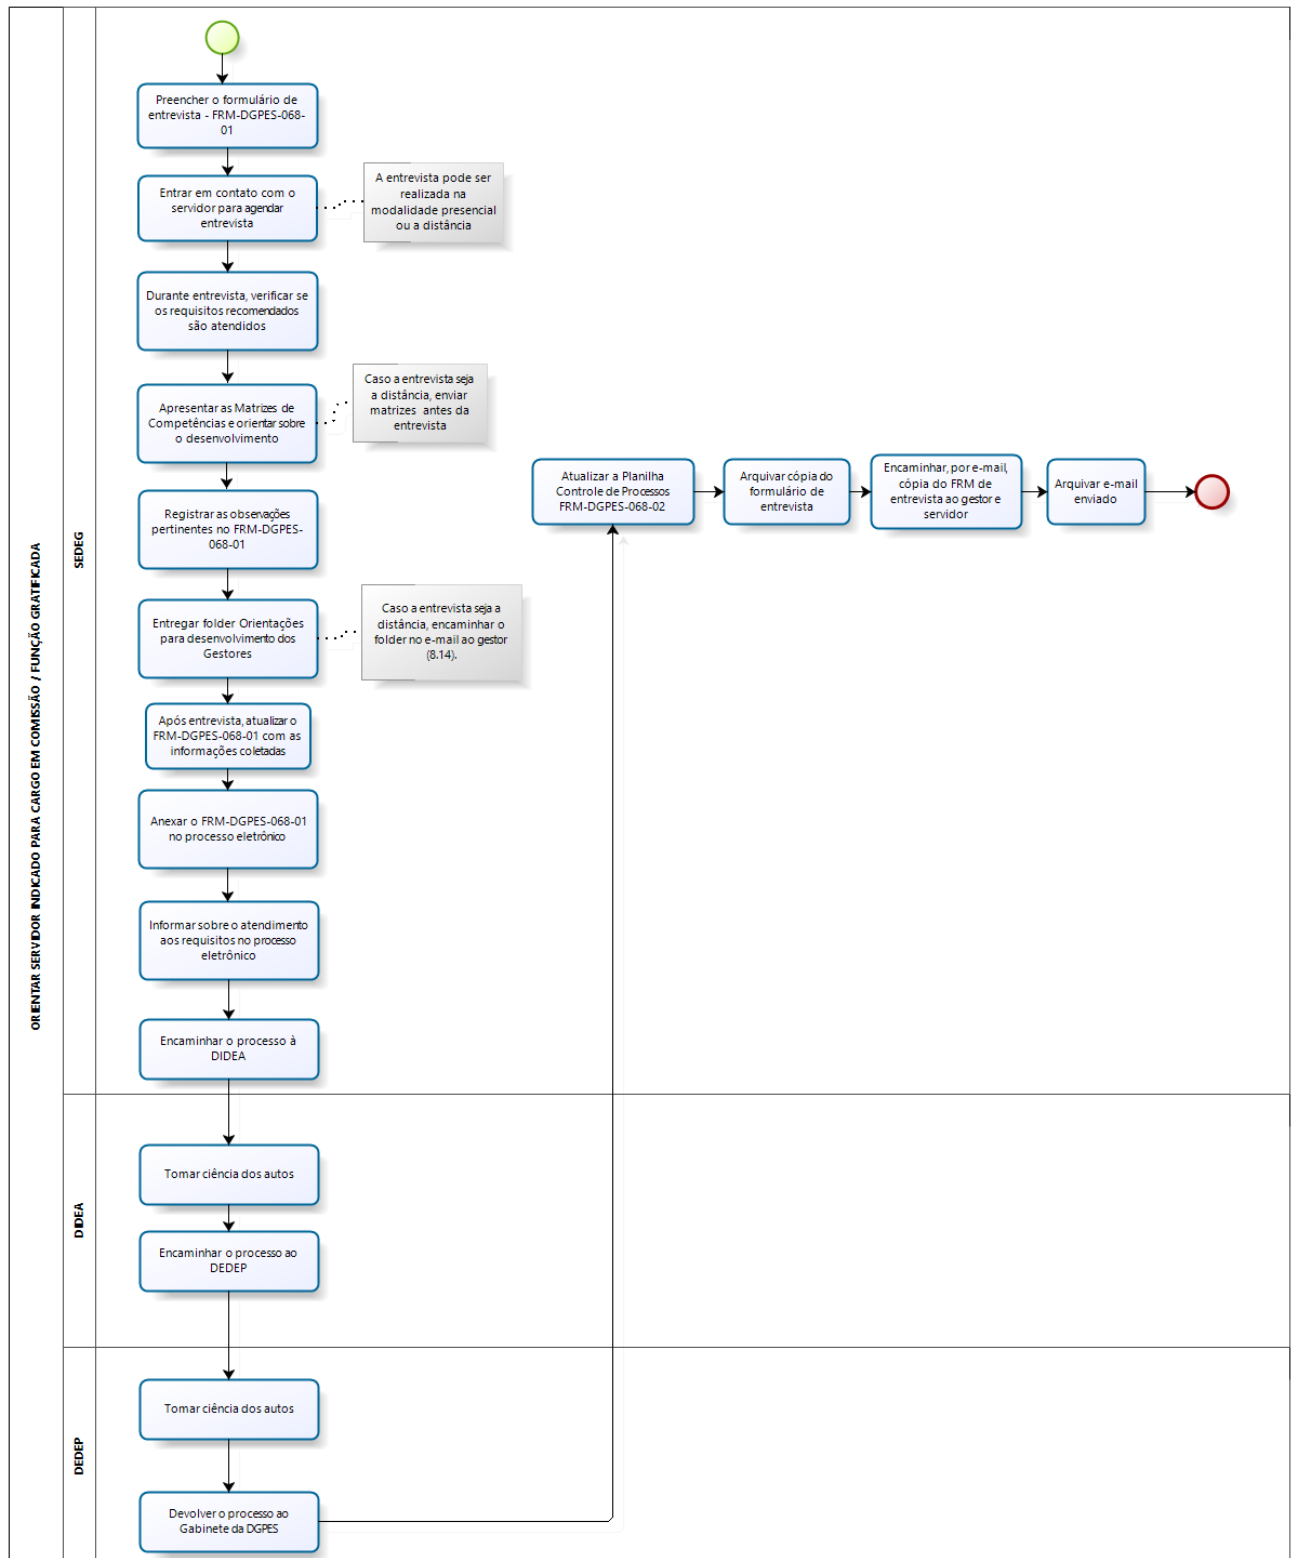 ORIENTAR SERVIDOR INDICADO PARA CARGO EM COMISSÃO / FUNÇÃO GRATIFICADA
SEDEG
Preencher o formulário de
entrevista - FRM-DGPES-068-
01
Entrar em contato com o
servidor para agendar
entrevista
A entrevista pode ser
realizada na
modalidade presencial
ou a distância
Durante entrevista, verificar se
os requisitos recomendados
são atendidos
Apresentar as Matrizes de
Competências e orientar sobre
o desenvolvimento
Caso a entrevista seja
a distância, enviar
matrizes antes da
entrevista
Registrar as observações
pertinentes no FRM-DGPES-
068-01
Entregar folder Orientações
para desenvolvimento dos
Gestores
Caso a entrevista seja a
distância, encaminhar o
folder no e-mail ao gestor
(8.14).
Após entrevista, atualizar o
FRM-DGPES-068-01 com as
informações coletadas
Anexar o FRM-DGPES-068-01
no processo eletrônico
Informar sobre o atendimento
aos requisitos no processo
eletrônico
Encaminhar o processo à
DIDEA
Atualizar a Planilha
Controle de Processos
FRM-DGPES-068-02
Arquivar cópia do
formulário de
entrevista
Encaminhar, por e-mail,
cópia do FRM de
entrevista ao gestor e
servidor
Arquivar e-mail
enviado
DIDEA
Tomar ciência dos autos
Encaminhar o processo ao
DEDEP
DEDEP
Tomar ciência dos autos
Devolver o processo ao
Gabinete da DGPES